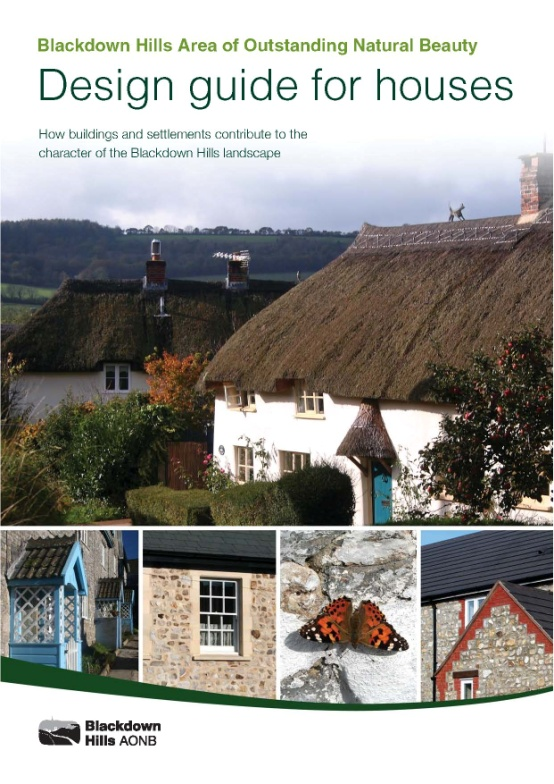 Blackdown Hills Area of Outstanding Natural Beauty
Design guide for houses
How buildings and settlements contribute to the
character of the Blackdown Hills landscape
Blackdown
Hills AONB